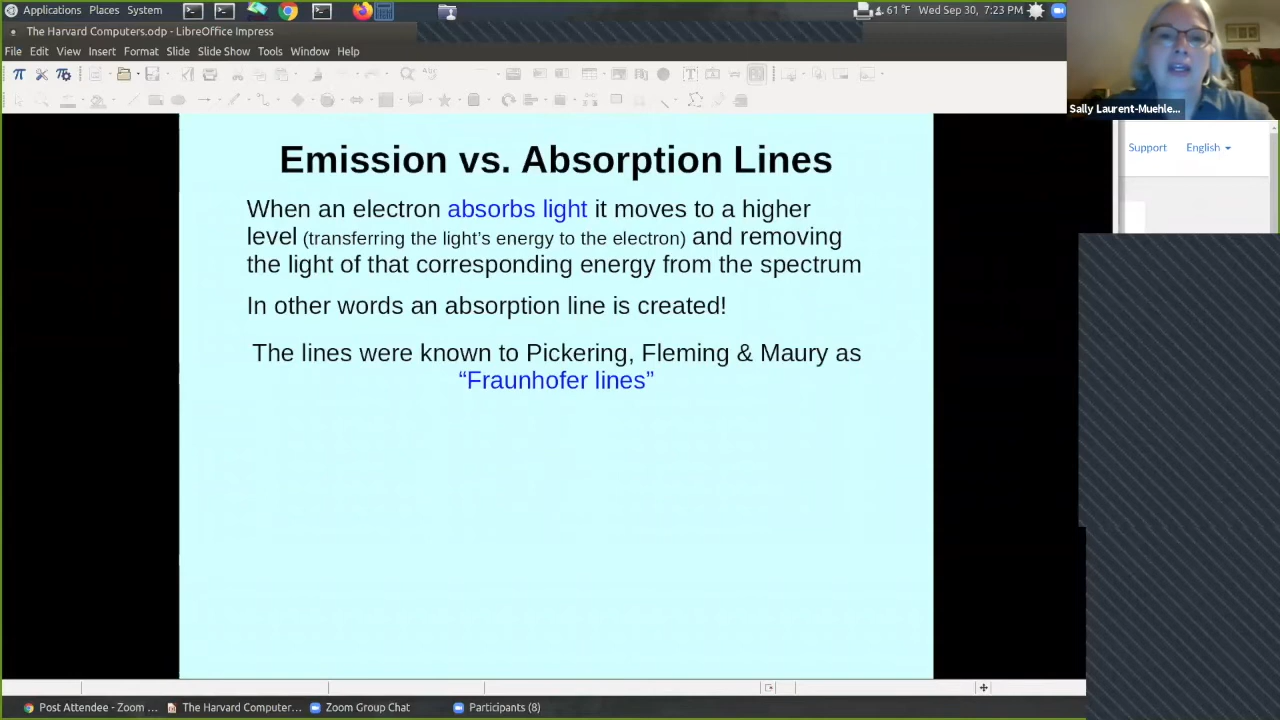 Applications Places System
61 °F Wed Sep 30, 7:23 PM
The Harvard Computers.odp - LibreOffice Impress
File Edit View Insert Format Slide Slide Show Tools Window Help
Sally Laurent-Muehle...
Support English
Emission vs. Absorption Lines
When an electron absorbs light it moves to a higher
level (transferring the light’s energy to the electron) and removing
the light of that corresponding energy from the spectrum
In other words an absorption line is created!
The lines were known to Pickering, Fleming & Maury as
“Fraunhofer lines”
Post Attendee - Zoom ... The Harvard Computer... Zoom Group Chat Participants (8)